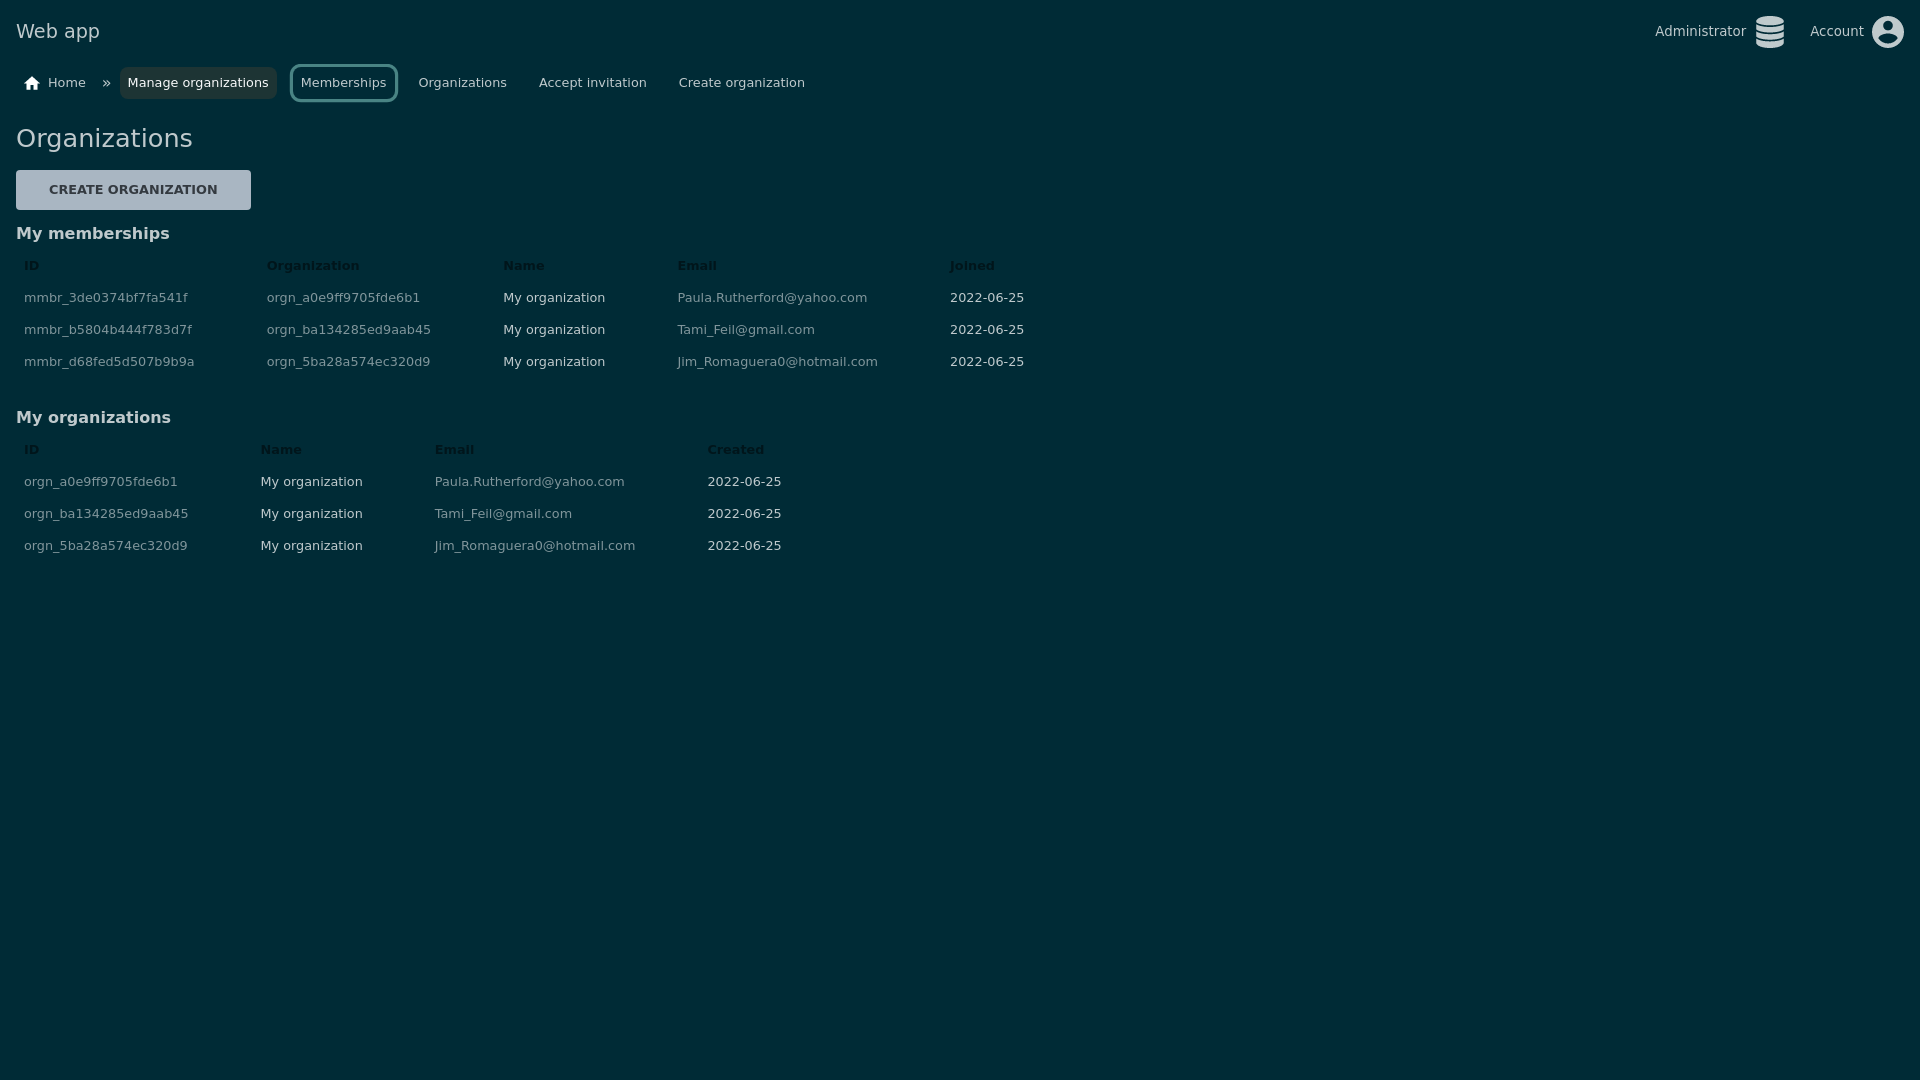 Web app
Administrator
Account
Home » Manage organizations Memberships Organizations Accept invitation Create organization
Organizations
CREATE ORGANIZATION
My memberships
ID Organization Name Email Joined
mmbr_3de0374bf7fa541f orgn_a0e9ff9705fde6b1 My organization Paula.Rutherford@yahoo.com 2022-06-25
mmbr_b5804b444f783d7f orgn_ba134285ed9aab45 My organization Tami_Feil@gmail.com 2022-06-25
mmbr_d68fed5d507b9b9a orgn_5ba28a574ec320d9 My organization Jim_Romaguera0@hotmail.com 2022-06-25
My organizations
ID Name Email Created
orgn_a0e9ff9705fde6b1 My organization Paula.Rutherford@yahoo.com 2022-06-25
orgn_ba134285ed9aab45 My organization Tami_Feil@gmail.com 2022-06-25
orgn_5ba28a574ec320d9 My organization Jim_Romaguera0@hotmail.com 2022-06-25